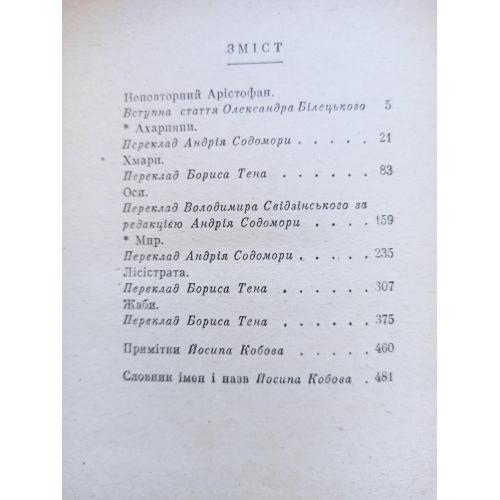 ЗМІСТ
Неповторний Арістофан.
Вступна стаття Олександра Білецького 5
* Ахарняни.
Переклад Андрія Содомори . . . . . 21
Хмари.
Переклад Бориса Тена . . . . . . 83
Оси.
Переклад Володимира Свідзінського за
редакцією Андрія Содомори . . . . 159
* Мир.
Переклад Андрія Содомори . . . . . 235
Лісістрата.
Переклад Бориса Тена . . . . . . 307
Жаби.
Переклад Бориса Тена . . . . . . 375
Примітки Йосипа Кобова . . . . . 460
Словник імен і назв Йосипа Кобова . 481